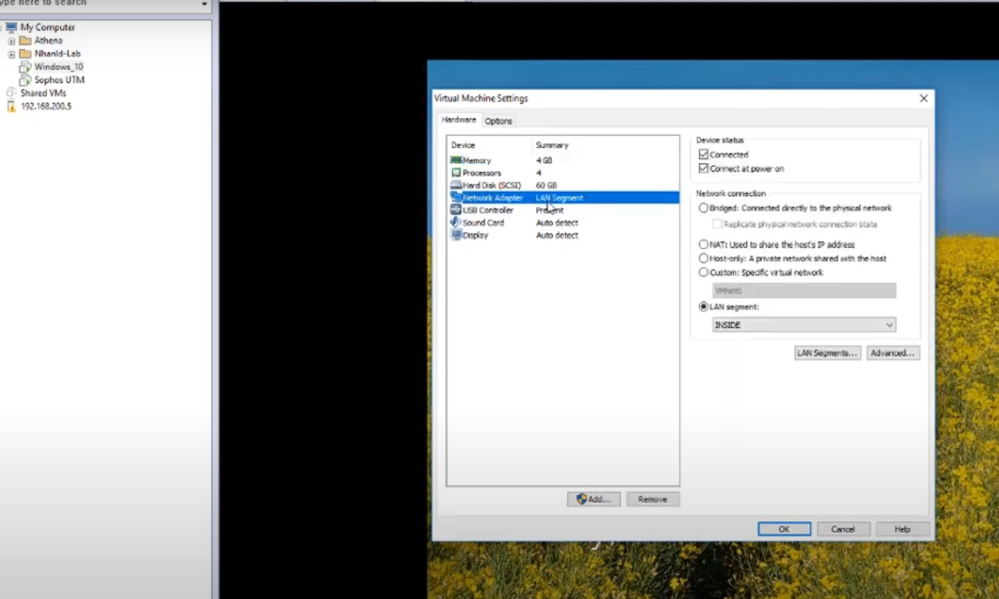 ype here to search
My Computer
Athena
Nhanld-Lab
Windows_10
Sophos UTM
Shared VMs
192.168.200.5
Virtual Machine Settings
Hardware Options
Device Summary
Memory 4 GB
Processors 4
Hard Disk (SCSI) 60 GB
Network Adapter LAN Segment
USB Controller Present
Sound Card Auto detect
Display Auto detect
Add... Remove
Device status
Connected
Connect at power on
Network connection
Bridged: Connected directly to the physical network
Replicate physical network connection state
NAT: Used to share the host's IP address
Host-only: A private network shared with the host
Custom: Specific virtual network
VMnet0
LAN segment:
INSIDE
LAN Segments... Advanced...
OK Cancel Help